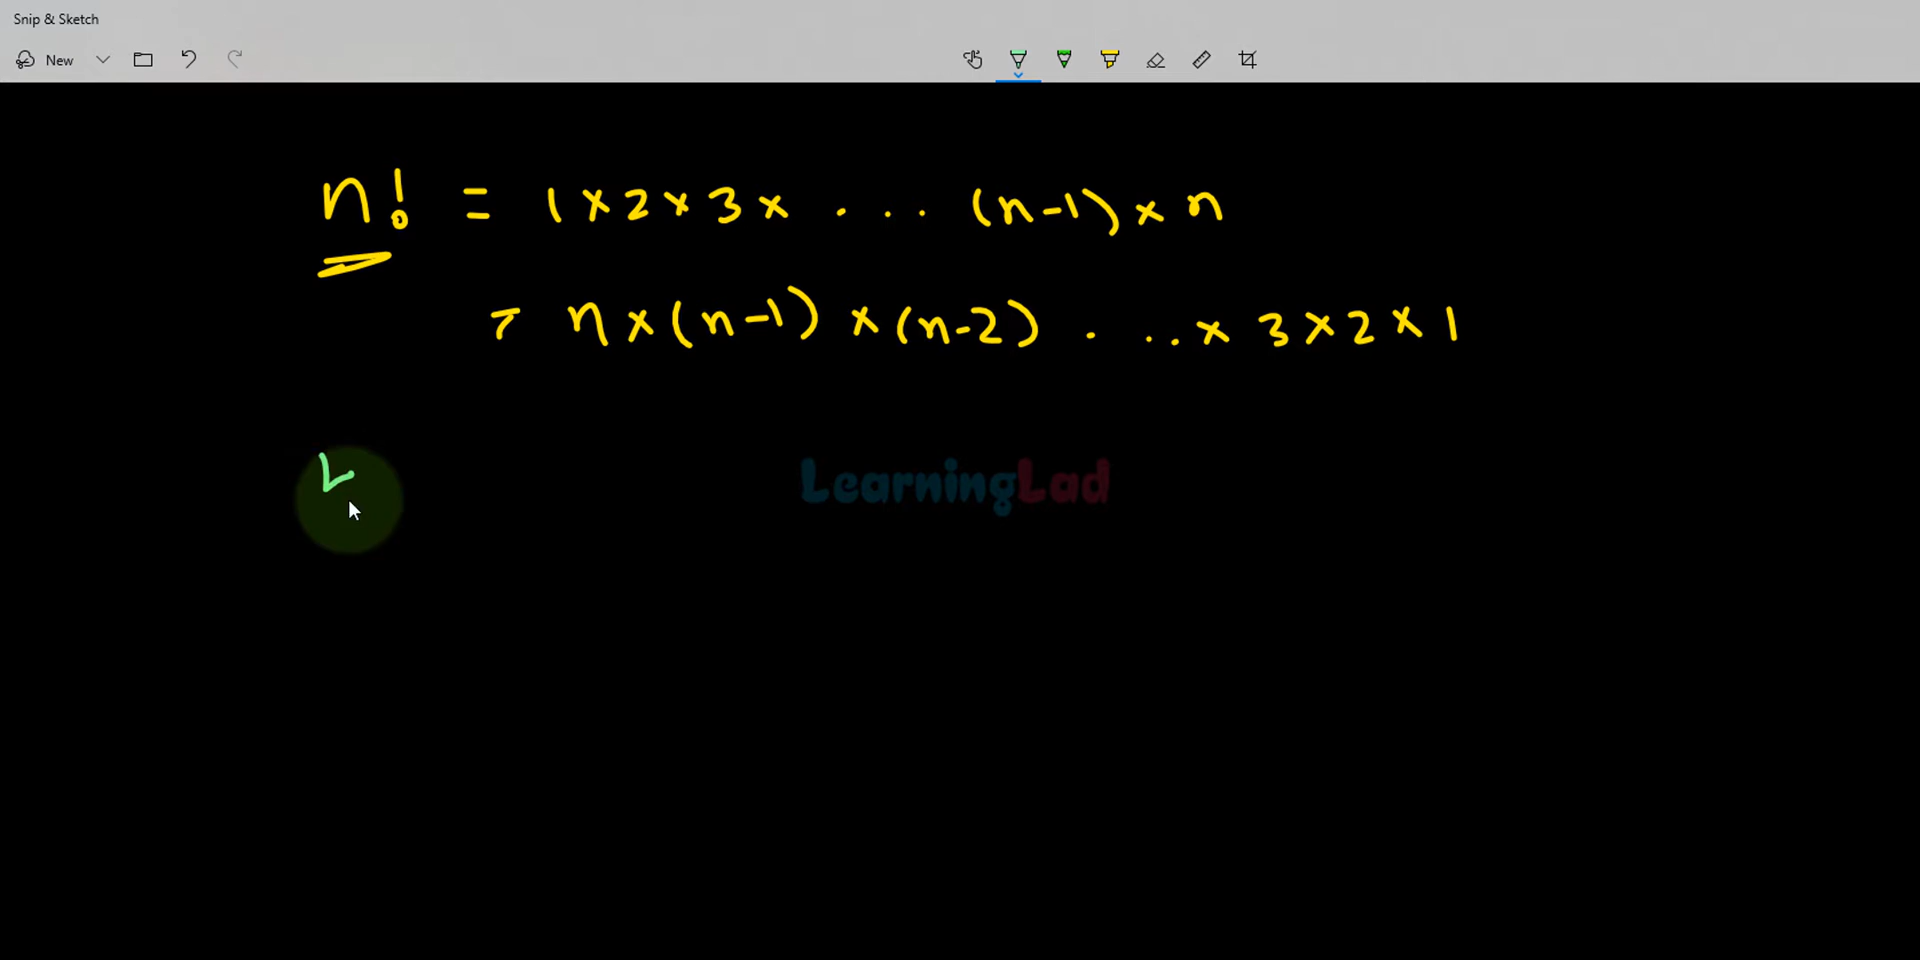 Snip & Sketch
New
n! = 1 × 2 × 3 × . . . . (n-1) × n
= n × (n-1) × (n-2) . . . × 3 × 2 × 1
LearningLad